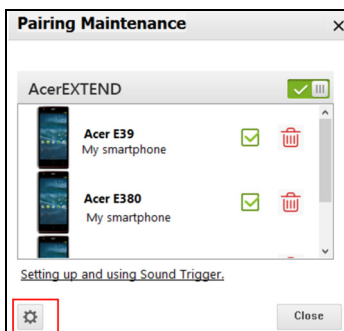 Pairing Maintenance
AcerEXTEND
Acer E39
My smartphone
Acer E380
My smartphone
Setting up and using Sound Trigger.
Close